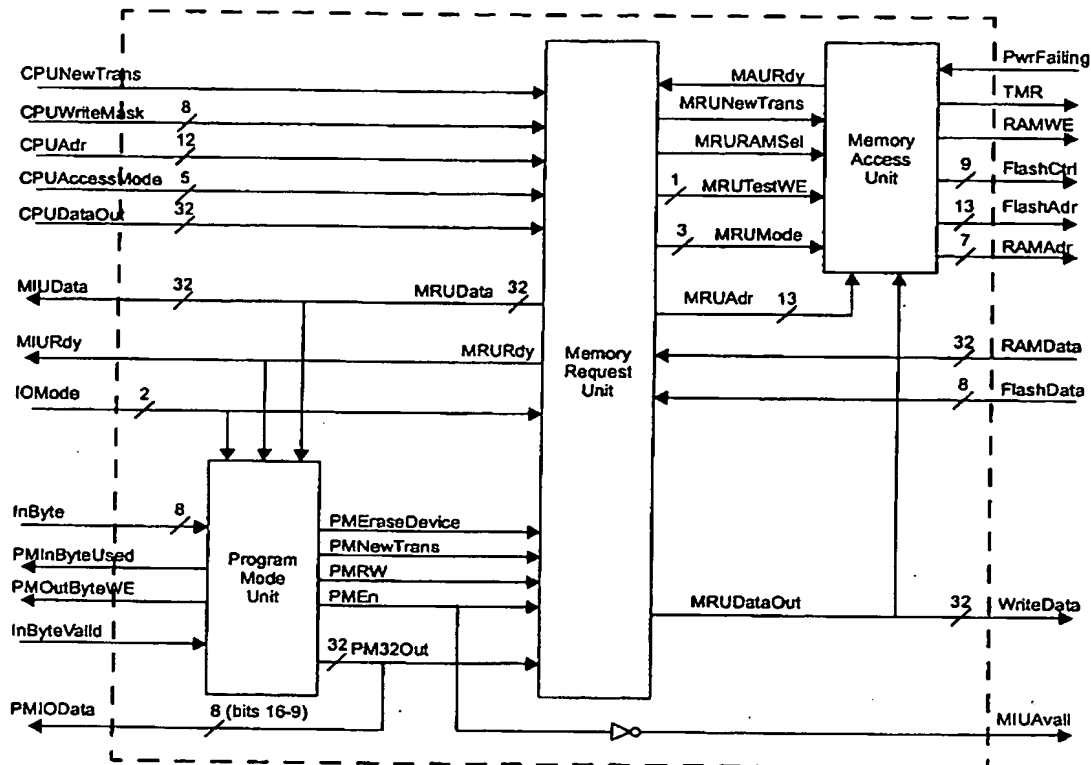 CPUNewTrans
CPUWriteMask 8
CPUAdr 12
CPUAccessMode 5
CPUDataOut 32
MIUData 32
MRUData 32
MIURdy
MRURdy
IOMode 2
InByte 8
PMInByteUsed
PMOutByteWE
InByteValid
PMIOData
8 (bits 16-9)
Program
Mode
Unit
PMEraseDevice
PMNewTrans
PMRW
PMEn
32 PM32Out
Memory
Request
Unit
MAURdy
MRUNewTrans
MRURAMSel
1 MRUTestWE
3 MRUMode
MRUAdr 13
MRUDataOut
Memory
Access
Unit
PwrFailing
TMR
RAMWE
9 FlashCtrl
13 FlashAdr
7 RAMAdr
32 RAMData
8 FlashData
32 WriteData
MIUAvail